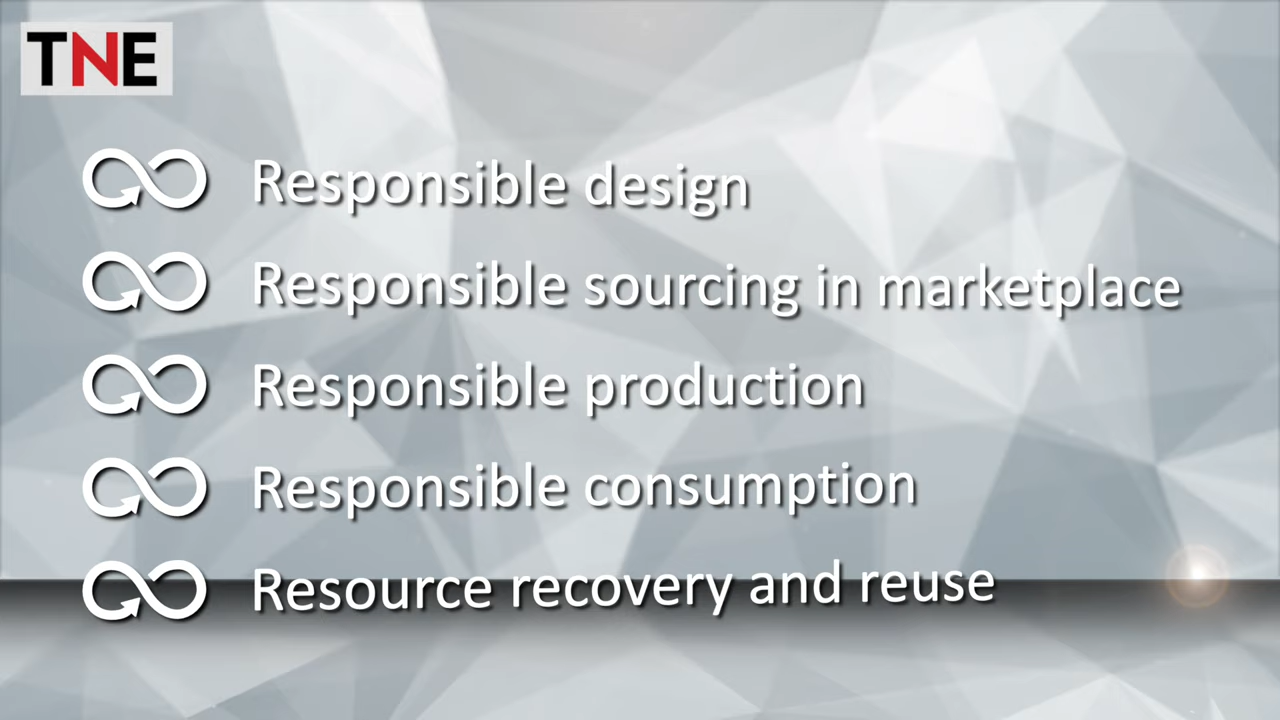 TNE
Responsible design
Responsible sourcing in marketplace
Responsible production
Responsible consumption
Resource recovery and reuse